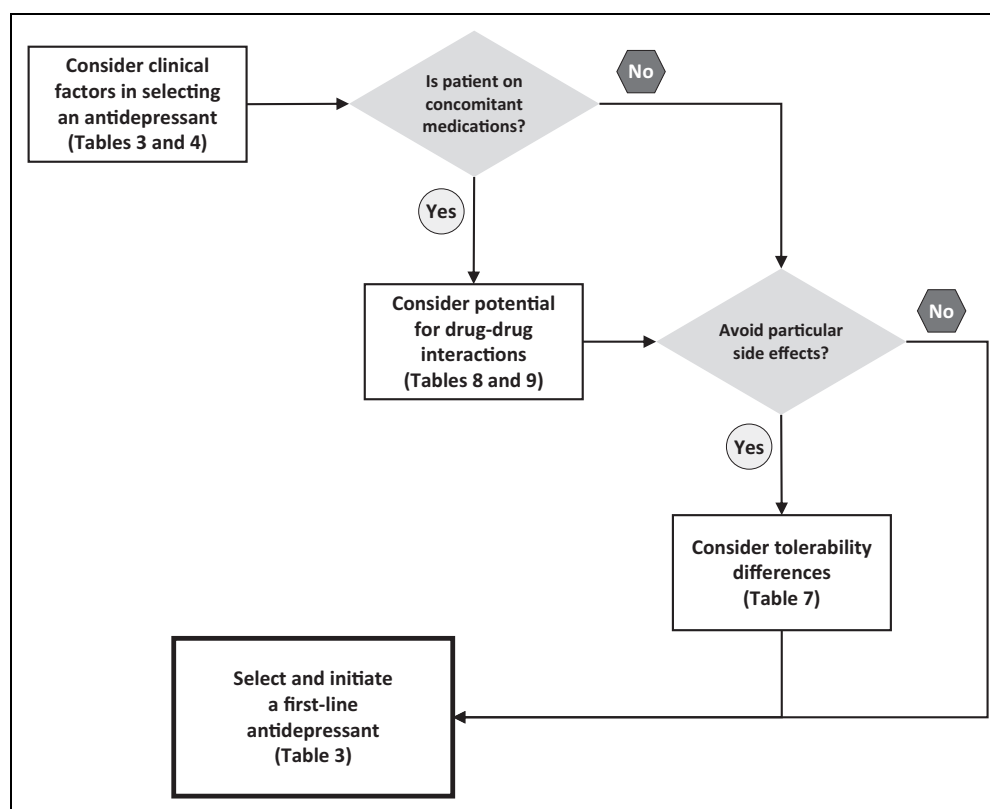 Consider clinical
factors in selecting
an antidepressant
(Tables 3 and 4)
Is patient on
concomitant
medications?
No
Yes
Consider potential
for drug-drug
interactions
(Tables 8 and 9)
Avoid particular
side effects?
No
Yes
Consider tolerability
differences
(Table 7)
Select and initiate
a first-line
antidepressant
(Table 3)